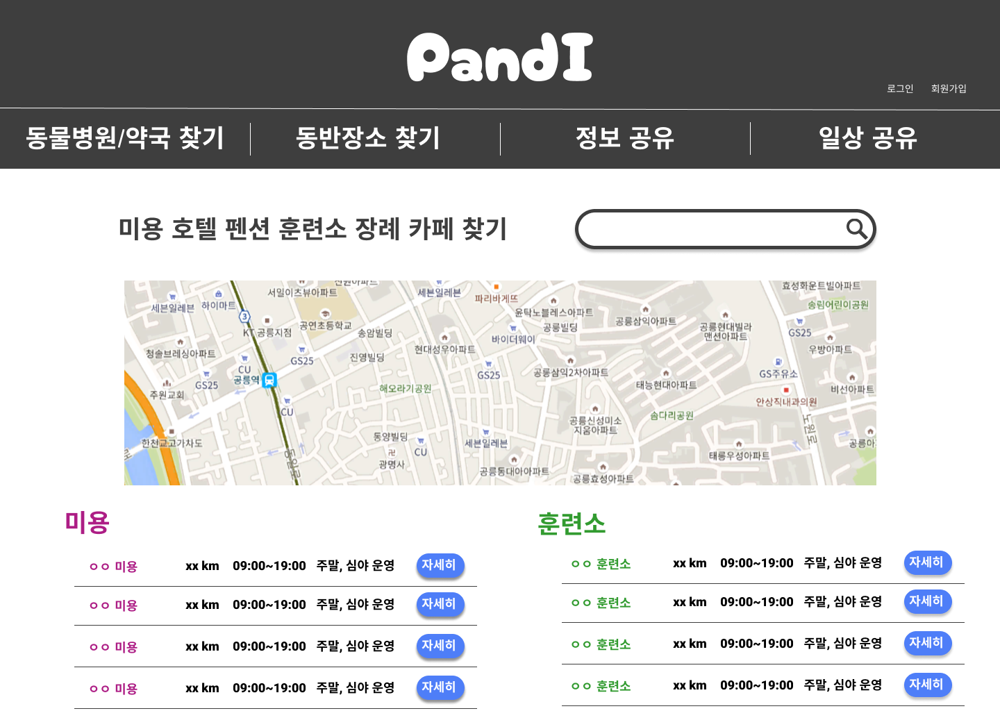 PandI
로그인 회원가입
동물병원/약국 찾기 동반장소 찾기 정보 공유 일상 공유
미용 호텔 펜션 훈련소 장례 카페 찾기
서일이츠뷰아파트
세븐일레븐
효성화운트빌아파트
세븐일레븐
하이마트
파리바게뜨
송림어린이공원
3
윤탁노블레스아파트
공연초등학교
공릉빌딩
공릉삼익아파트
공릉현대빌라
맨션아파트
KT 공릉지점
송암빌딩
바이더웨이
GS25
청솔브레싱아파트
현대성우아파트
우방아파트
GS25
진영빌딩
CU
공릉역
GS25
GS25
공릉삼익2차아파트
GS주유소
해오라기공원
태능현대아파트
비선아파트
주원교회
안상직내과의원
CU
솔다리공원
공릉신성미소
지움아파트
노원로
동양빌딩
세븐일레븐
한천교고가차도
공릉아
CU
태릉우성아파트
동일로
광명사
공릉동대아아파트
공릉효성아파트
미용
ㅇㅇ 미용 xx km 09:00~19:00 주말, 심야 운영 자세히
ㅇㅇ 미용 xx km 09:00~19:00 주말, 심야 운영 자세히
ㅇㅇ 미용 xx km 09:00~19:00 주말, 심야 운영 자세히
ㅇㅇ 미용 xx km 09:00~19:00 주말, 심야 운영 자세히
훈련소
ㅇㅇ 훈련소 xx km 09:00~19:00 주말, 심야 운영 자세히
ㅇㅇ 훈련소 xx km 09:00~19:00 주말, 심야 운영 자세히
ㅇㅇ 훈련소 xx km 09:00~19:00 주말, 심야 운영 자세히
ㅇㅇ 훈련소 xx km 09:00~19:00 주말, 심야 운영 자세히